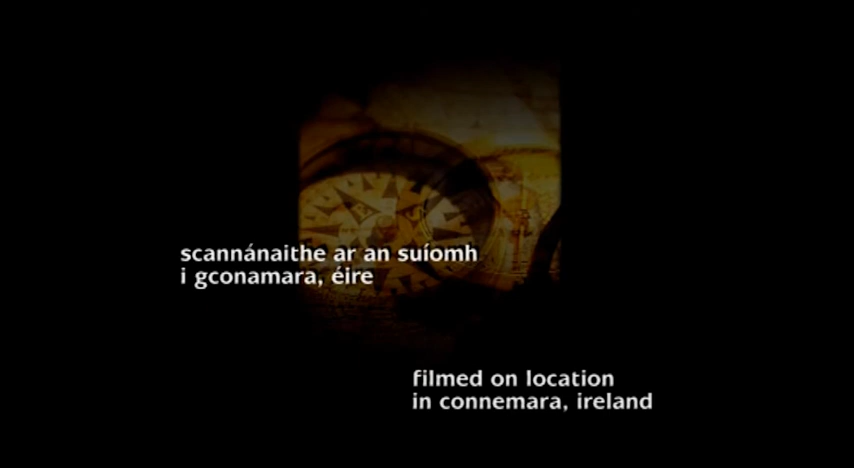 scannánaithe ar an suíomh
i gconamara, éire
filmed on location
in connemara, ireland